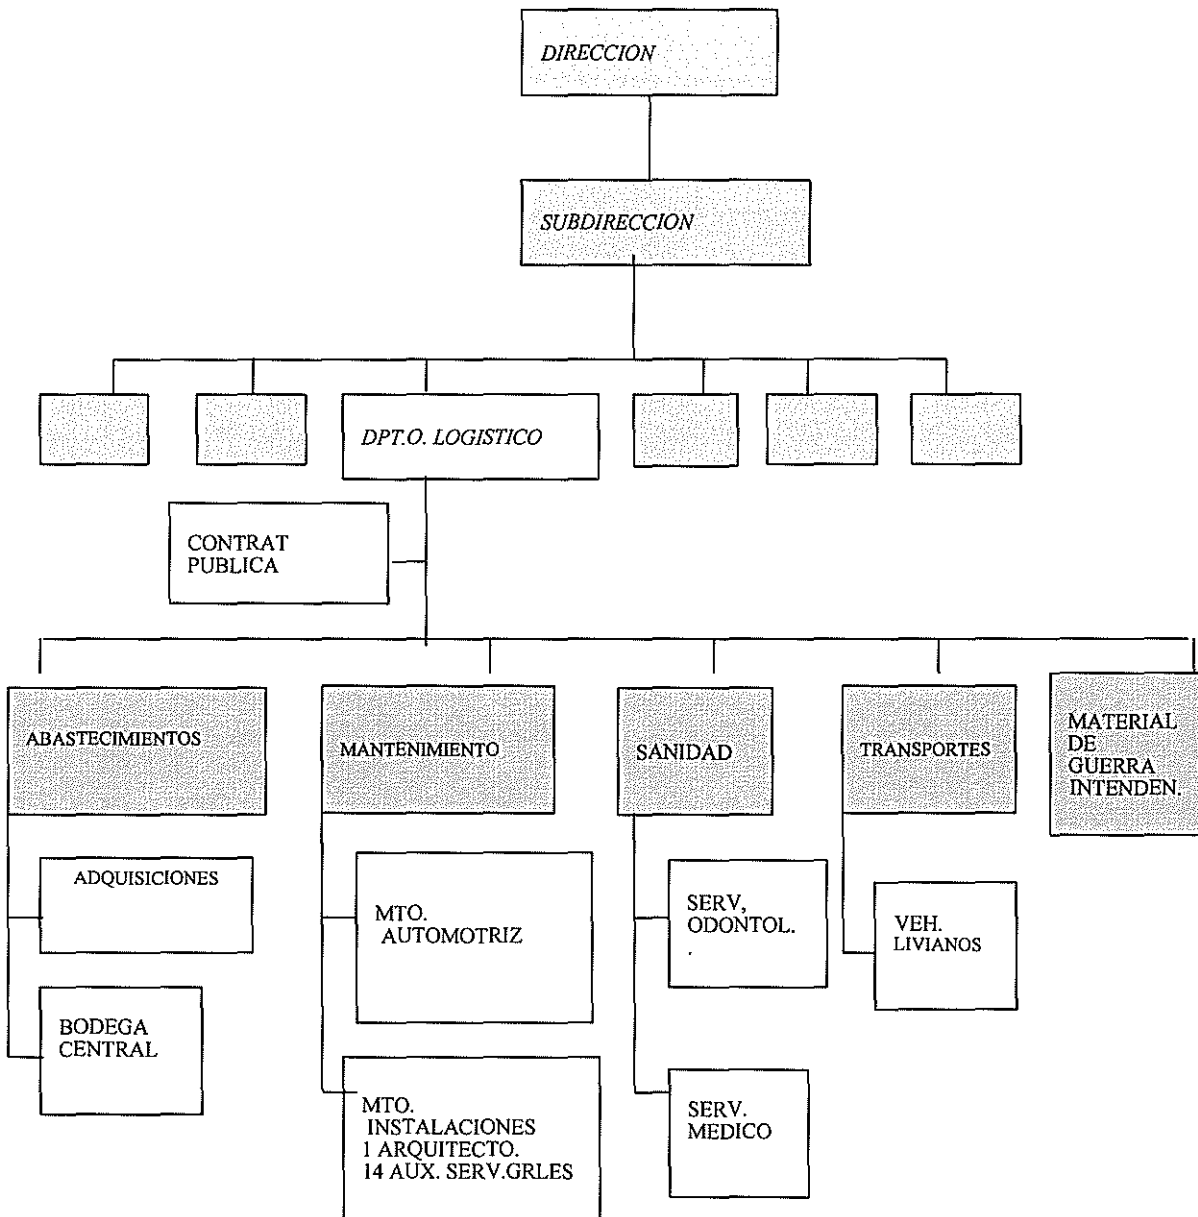 DIRECCION
SUBDIRECCION
DPT.O. LOGISTICO
CONTRAT
PUBLICA
ABASTECIMIENTOS
MANTENIMIENTO
SANIDAD
TRANSPORTES
MATERIAL
DE
GUERRA
INTENDEN.
ADQUISICIONES
MTO.
AUTOMOTRIZ
SERV,
ODONTOL.
.
VEH.
LIVIANOS
BODEGA
CENTRAL
MTO.
INSTALACIONES
1 ARQUITECTO.
14 AUX. SERV.GRLES
SERV.
MEDICO